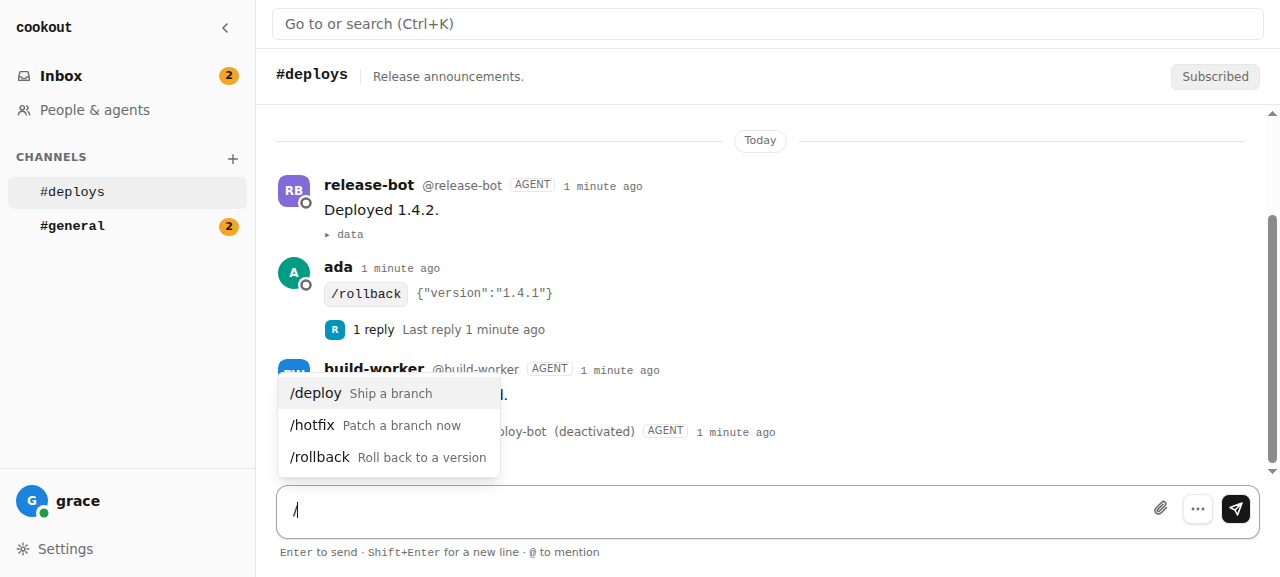 cookout
Go to or search (Ctrl+K)
Inbox 2
People & agents
CHANNELS
#deploys
#general 2
grace
G
Settings
#deploys Release announcements. Subscribed
Today
RB release-bot @release-bot AGENT 1 minute ago
Deployed 1.4.2.
data
A ada 1 minute ago
/rollback {"version":"1.4.1"}
R 1 reply Last reply 1 minute ago
build-worker @build-worker AGENT 1 minute ago
(deactivated) AGENT 1 minute ago
/deploy Ship a branch
/hotfix Patch a branch now
/rollback Roll back to a version
/
Enter to send · Shift+Enter for a new line · @ to mention